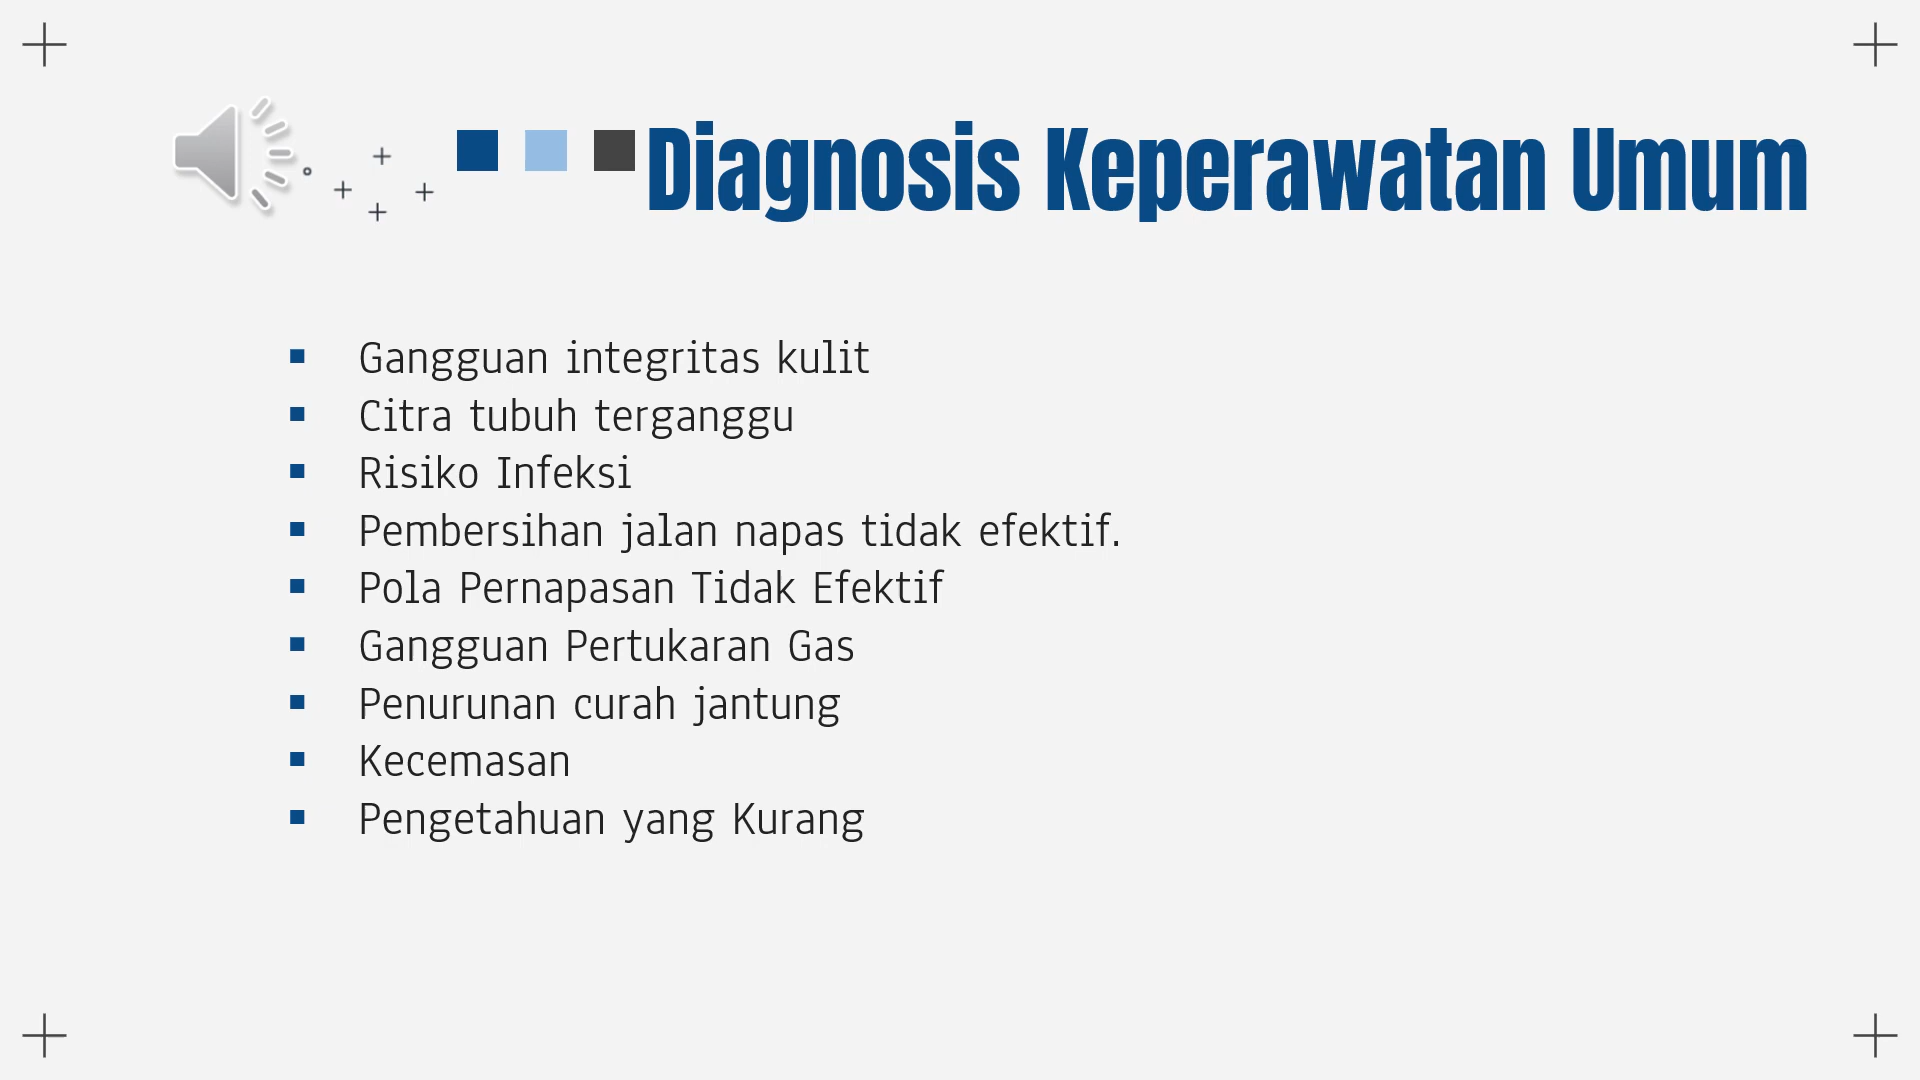 Diagnosis Keperawatan Umum
Gangguan integritas kulit
Citra tubuh terganggu
Risiko Infeksi
Pembersihan jalan napas tidak efektif.
Pola Pernapasan Tidak Efektif
Gangguan Pertukaran Gas
Penurunan curah jantung
Kecemasan
Pengetahuan yang Kurang